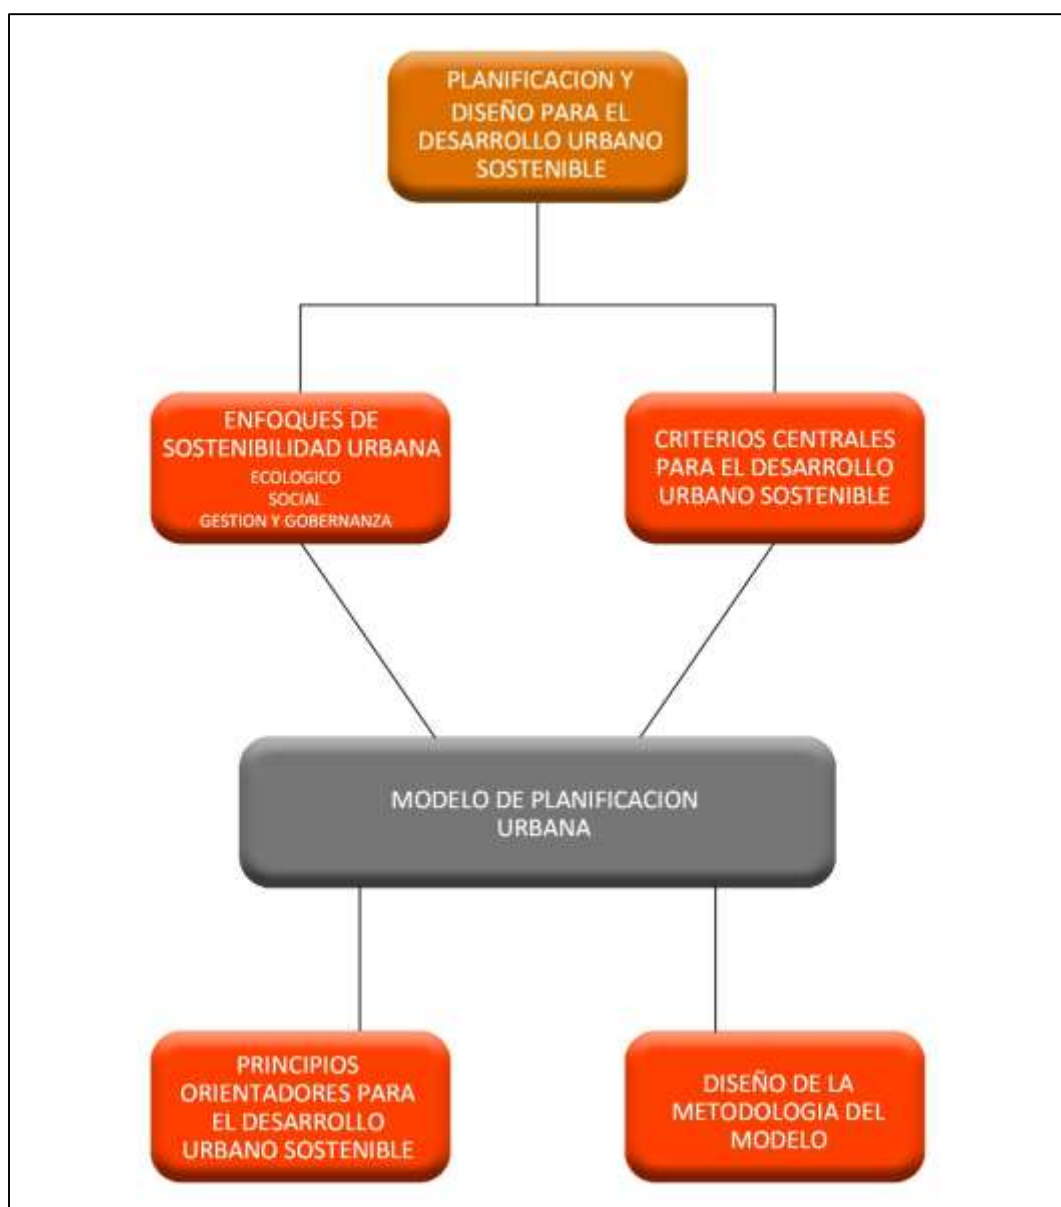 PLANIFICACION Y
DISEÑO PARA EL
DESARROLLO URBANO
SOSTENIBLE
ENFOQUES DE
SOSTENIBILIDAD URBANA
ECOLOGICO
SOCIAL
GESTION Y GOBERNANZA
CRITERIOS CENTRALES
PARA EL DESARROLLO
URBANO SOSTENIBLE
MODELO DE PLANIFICACION
URBANA
PRINCIPIOS
ORIENTADORES PARA
EL DESARROLLO
URBANO SOSTENIBLE
DISEÑO DE LA
METODOLOGIA DEL
MODELO